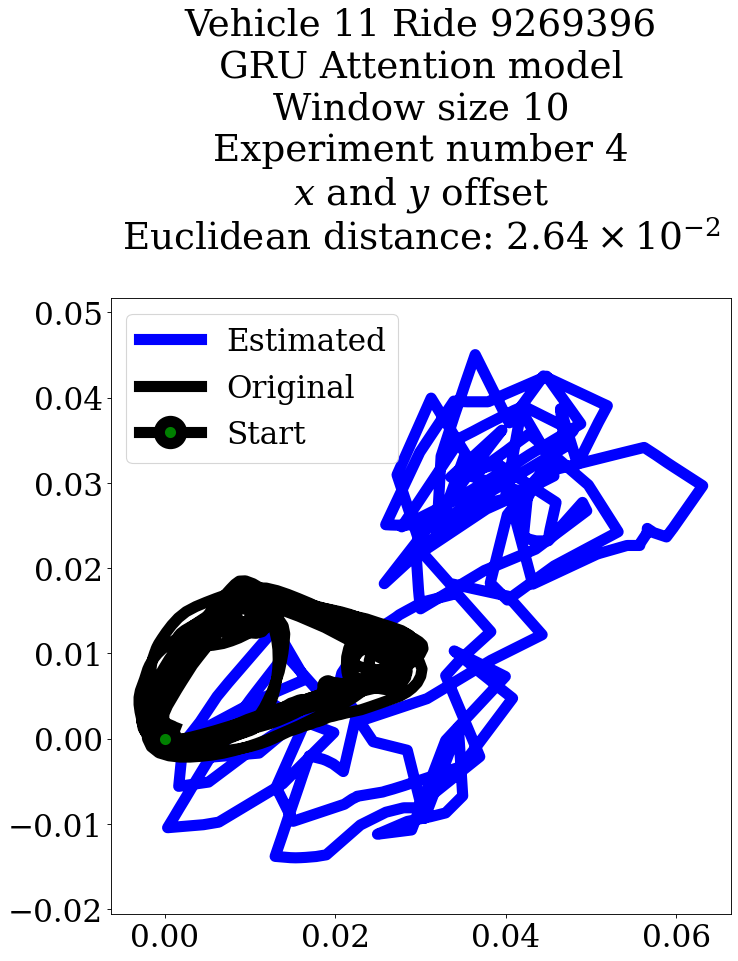 Vehicle 11 Ride 9269396
GRU Attention model
Window size 10
Experiment number 4
x and y offset
Euclidean distance: 2.64 × 10⁻²
Estimated
Original
Start
0.05
0.04
0.03
0.02
0.01
0.00
−0.01
−0.02
0.00 0.02 0.04 0.06